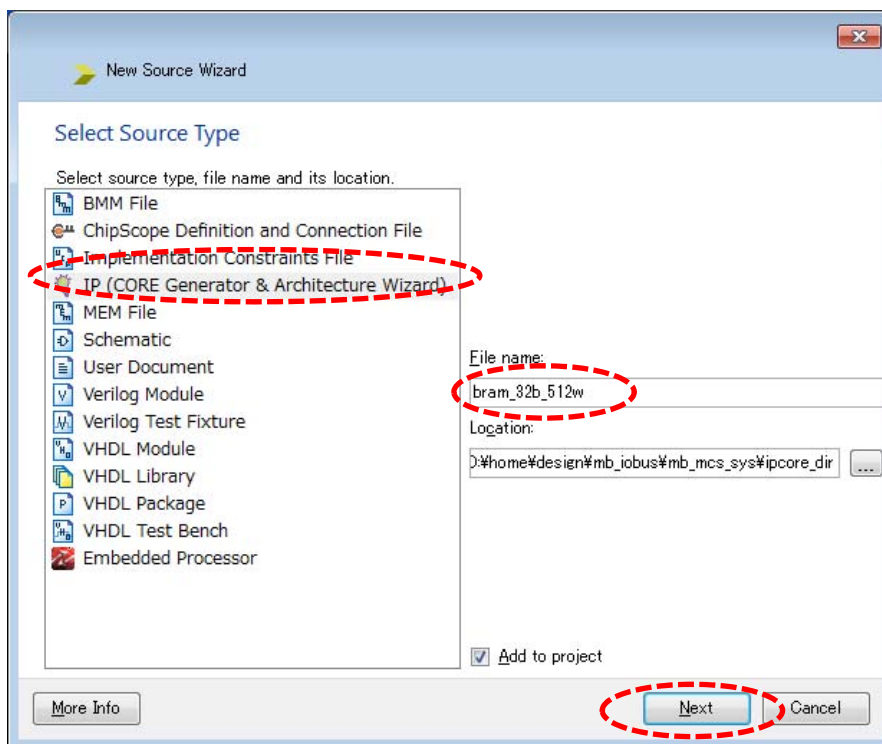 New Source Wizard
Select Source Type
Select source type, file name and its location.
BMM File
ChipScope Definition and Connection File
Implementation Constraints File
IP (CORE Generator & Architecture Wizard)
MEM File
Schematic
User Document
Verilog Module
Verilog Test Fixture
VHDL Module
VHDL Library
VHDL Package
VHDL Test Bench
Embedded Processor
File name:
bram_32b_512w
Location:
):¥home¥design¥mb_iobus¥mb_mcs_sys¥ipcore_dir
...
Add to project
More Info
Next
Cancel